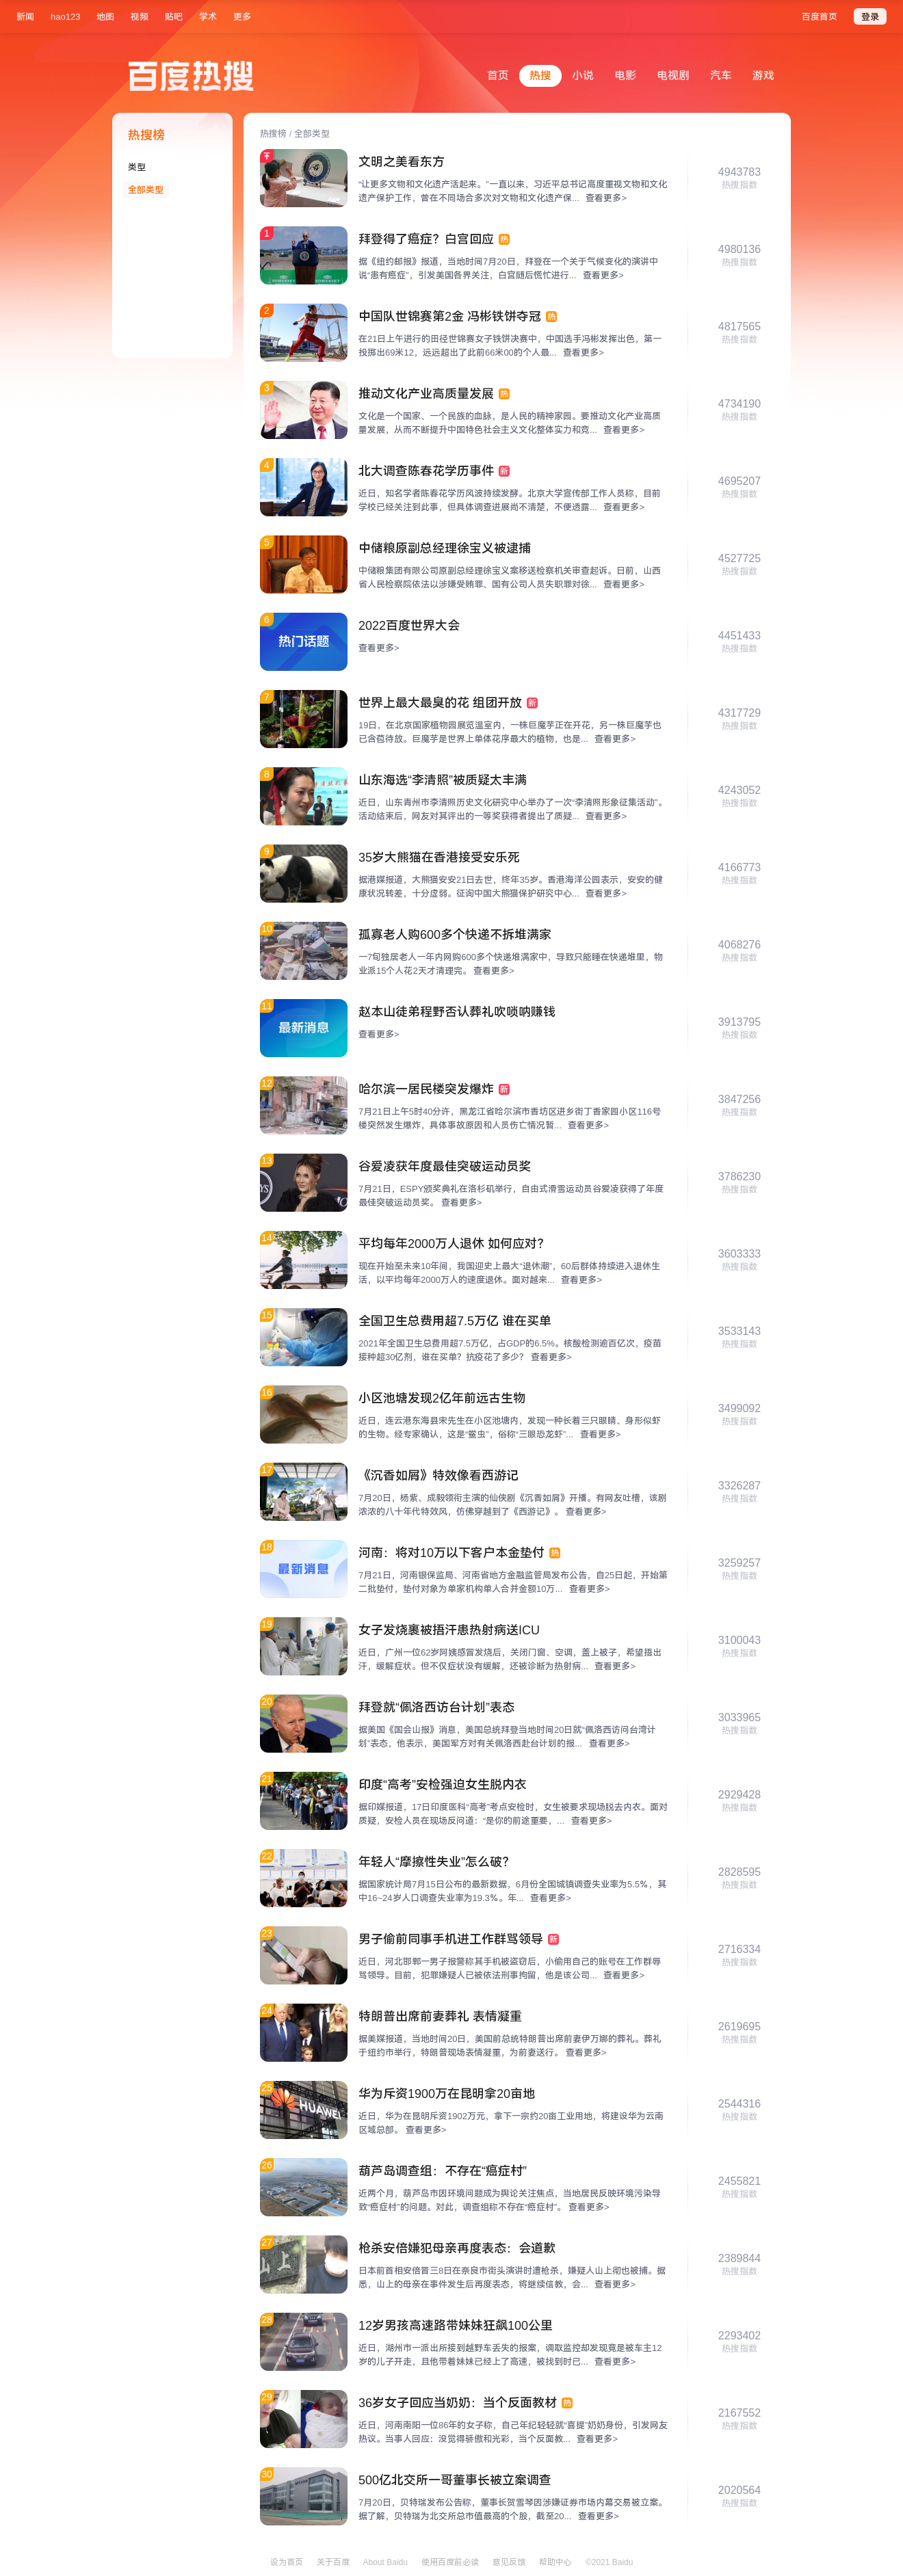 新闻 hao123 地图 视频 贴吧 学术 更多 百度首页 登录
百度热搜
首页 热搜 小说 电影 电视剧 汽车 游戏
热搜榜
类型
全部类型
热搜榜 / 全部类型
文明之美看东方
“让更多文物和文化遗产活起来。”一直以来，习近平总书记高度重视文物和文化
遗产保护工作，曾在不同场合多次对文物和文化遗产保... 查看更多>
4943783
热搜指数
1
拜登得了癌症？白宫回应 热
据《纽约邮报》报道，当地时间7月20日，拜登在一个关于气候变化的演讲中
说“患有癌症”，引发美国各界关注，白宫随后慌忙进行... 查看更多>
4980136
热搜指数
2
中国队世锦赛第2金 冯彬铁饼夺冠 热
在21日上午进行的田径世锦赛女子铁饼决赛中，中国选手冯彬发挥出色，第一
投掷出69米12，远远超出了此前66米00的个人最... 查看更多>
4817565
热搜指数
3
推动文化产业高质量发展 热
文化是一个国家、一个民族的血脉，是人民的精神家园。要推动文化产业高质
量发展，从而不断提升中国特色社会主义文化整体实力和竞... 查看更多>
4734190
热搜指数
4
北大调查陈春花学历事件 新
近日，知名学者陈春花学历风波持续发酵。北京大学宣传部工作人员称，目前
学校已经关注到此事，但具体调查进展尚不清楚，不便透露... 查看更多>
4695207
热搜指数
5
中储粮原副总经理徐宝义被逮捕
中储粮集团有限公司原副总经理徐宝义案移送检察机关审查起诉。日前，山西
省人民检察院依法以涉嫌受贿罪、国有公司人员失职罪对徐... 查看更多>
4527725
热搜指数
6
热门话题
2022百度世界大会
查看更多>
4451433
热搜指数
7
世界上最大最臭的花 组团开放 新
19日，在北京国家植物园展览温室内，一株巨魔芋正在开花，另一株巨魔芋也
已含苞待放。巨魔芋是世界上单体花序最大的植物，也是... 查看更多>
4317729
热搜指数
8
山东海选“李清照”被质疑太丰满
近日，山东青州市李清照历史文化研究中心举办了一次“李清照形象征集活动”。
活动结束后，网友对其评出的一等奖获得者提出了质疑... 查看更多>
4243052
热搜指数
9
35岁大熊猫在香港接受安乐死
据港媒报道，大熊猫安安21日去世，终年35岁。香港海洋公园表示，安安的健
康状况转差，十分虚弱。征询中国大熊猫保护研究中心... 查看更多>
4166773
热搜指数
10
孤寡老人购600多个快递不拆堆满家
一7旬独居老人一年内网购600多个快递堆满家中，导致只能睡在快递堆里，物
业派15个人花2天才清理完。 查看更多>
4068276
热搜指数
11
最新消息
赵本山徒弟程野否认葬礼吹唢呐赚钱
查看更多>
3913795
热搜指数
12
哈尔滨一居民楼突发爆炸 新
7月21日上午5时40分许，黑龙江省哈尔滨市香坊区进乡街丁香家园小区116号
楼突然发生爆炸，具体事故原因和人员伤亡情况暂... 查看更多>
3847256
热搜指数
13
谷爱凌获年度最佳突破运动员奖
7月21日，ESPY颁奖典礼在洛杉矶举行，自由式滑雪运动员谷爱凌获得了年度
最佳突破运动员奖。 查看更多>
3786230
热搜指数
14
平均每年2000万人退休 如何应对？
现在开始至未来10年间，我国迎史上最大“退休潮”，60后群体持续进入退休生
活，以平均每年2000万人的速度退休。面对越来... 查看更多>
3603333
热搜指数
15
全国卫生总费用超7.5万亿 谁在买单
2021年全国卫生总费用超7.5万亿，占GDP的6.5%。核酸检测逾百亿次，疫苗
接种超30亿剂，谁在买单？抗疫花了多少？ 查看更多>
3533143
热搜指数
16
小区池塘发现2亿年前远古生物
近日，连云港东海县宋先生在小区池塘内，发现一种长着三只眼睛、身形似虾
的生物。经专家确认，这是“鲎虫”，俗称“三眼恐龙虾”... 查看更多>
3499092
热搜指数
17
《沉香如屑》特效像看西游记
7月20日，杨紫、成毅领衔主演的仙侠剧《沉香如屑》开播。有网友吐槽，该剧
浓浓的八十年代特效风，仿佛穿越到了《西游记》。 查看更多>
3326287
热搜指数
18
最新消息
河南：将对10万以下客户本金垫付 热
7月21日，河南银保监局、河南省地方金融监管局发布公告，自25日起，开始第
二批垫付，垫付对象为单家机构单人合并金额10万... 查看更多>
3259257
热搜指数
19
女子发烧裹被捂汗患热射病送ICU
近日，广州一位62岁阿姨感冒发烧后，关闭门窗、空调，盖上被子，希望捂出
汗，缓解症状。但不仅症状没有缓解，还被诊断为热射病... 查看更多>
3100043
热搜指数
20
拜登就“佩洛西访台计划”表态
据美国《国会山报》消息，美国总统拜登当地时间20日就“佩洛西访问台湾计
划”表态，他表示，美国军方对有关佩洛西赴台计划的报... 查看更多>
3033965
热搜指数
21
印度“高考”安检强迫女生脱内衣
据印媒报道，17日印度医科“高考”考点安检时，女生被要求现场脱去内衣。面对
质疑，安检人员在现场反问道：“是你的前途重要，... 查看更多>
2929428
热搜指数
22
年轻人“摩擦性失业”怎么破？
据国家统计局7月15日公布的最新数据，6月份全国城镇调查失业率为5.5%，其
中16~24岁人口调查失业率为19.3%。年... 查看更多>
2828595
热搜指数
23
男子偷前同事手机进工作群骂领导 新
近日，河北邯郸一男子报警称其手机被盗窃后，小偷用自己的账号在工作群辱
骂领导。目前，犯罪嫌疑人已被依法刑事拘留，他是该公司... 查看更多>
2716334
热搜指数
24
特朗普出席前妻葬礼 表情凝重
据美媒报道，当地时间20日，美国前总统特朗普出席前妻伊万娜的葬礼。葬礼
于纽约市举行，特朗普现场表情凝重，为前妻送行。 查看更多>
2619695
热搜指数
25
HUAWEI
华为斥资1900万在昆明拿20亩地
近日，华为在昆明斥资1902万元，拿下一宗约20亩工业用地，将建设华为云南
区域总部。 查看更多>
2544316
热搜指数
26
葫芦岛调查组：不存在“癌症村”
近两个月，葫芦岛市因环境问题成为舆论关注焦点，当地居民反映环境污染导
致“癌症村”的问题。对此，调查组称不存在“癌症村”。 查看更多>
2455821
热搜指数
27
枪杀安倍嫌犯母亲再度表态：会道歉
日本前首相安倍晋三8日在奈良市街头演讲时遭枪杀，嫌疑人山上彻也被捕。据
悉，山上的母亲在事件发生后再度表态，将继续信教，会... 查看更多>
2389844
热搜指数
28
12岁男孩高速路带妹妹狂飙100公里
近日，湖州市一派出所接到越野车丢失的报案，调取监控却发现竟是被车主12
岁的儿子开走，且他带着妹妹已经上了高速，被找到时已... 查看更多>
2293402
热搜指数
29
36岁女子回应当奶奶：当个反面教材 热
近日，河南南阳一位86年的女子称，自己年纪轻轻就“喜提”奶奶身份，引发网友
热议。当事人回应：没觉得骄傲和光彩，当个反面教... 查看更多>
2167552
热搜指数
30
500亿北交所一哥董事长被立案调查
7月20日，贝特瑞发布公告称，董事长贺雪琴因涉嫌证券市场内幕交易被立案。
据了解，贝特瑞为北交所总市值最高的个股，截至20... 查看更多>
2020564
热搜指数
设为首页 关于百度 About Baidu 使用百度前必读 意见反馈 帮助中心 ©2021 Baidu